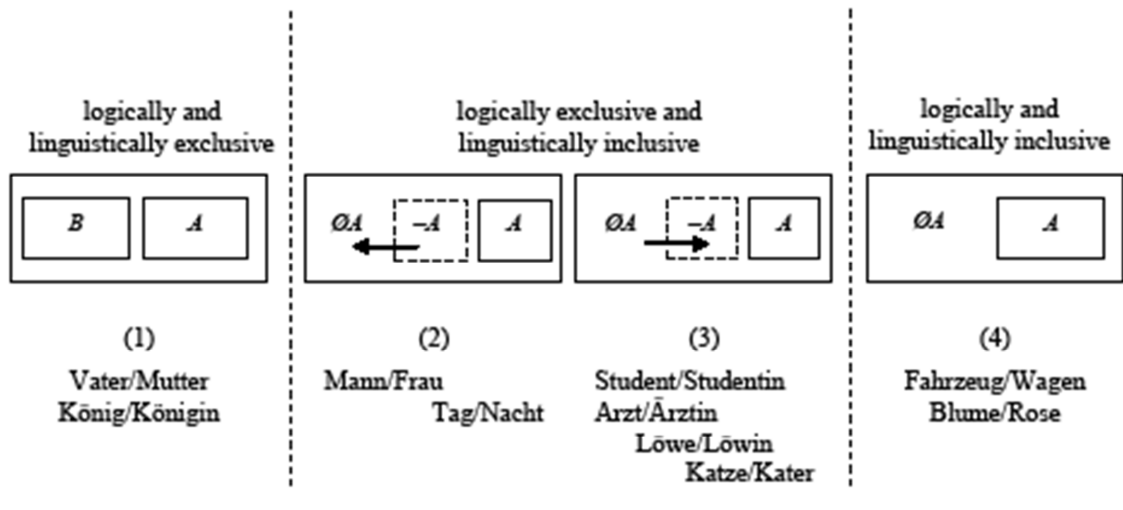 logically and
linguistically exclusive
logically exclusive and
linguistically inclusive
logically and
linguistically inclusive
B A
ØA –A A
ØA –A A
ØA A
(1)
(2)
(3)
(4)
Vater/Mutter
König/Königin
Mann/Frau
Tag/Nacht
Student/Studentin
Arzt/Ärztin
Löwe/Löwin
Katze/Kater
Fahrzeug/Wagen
Blume/Rose